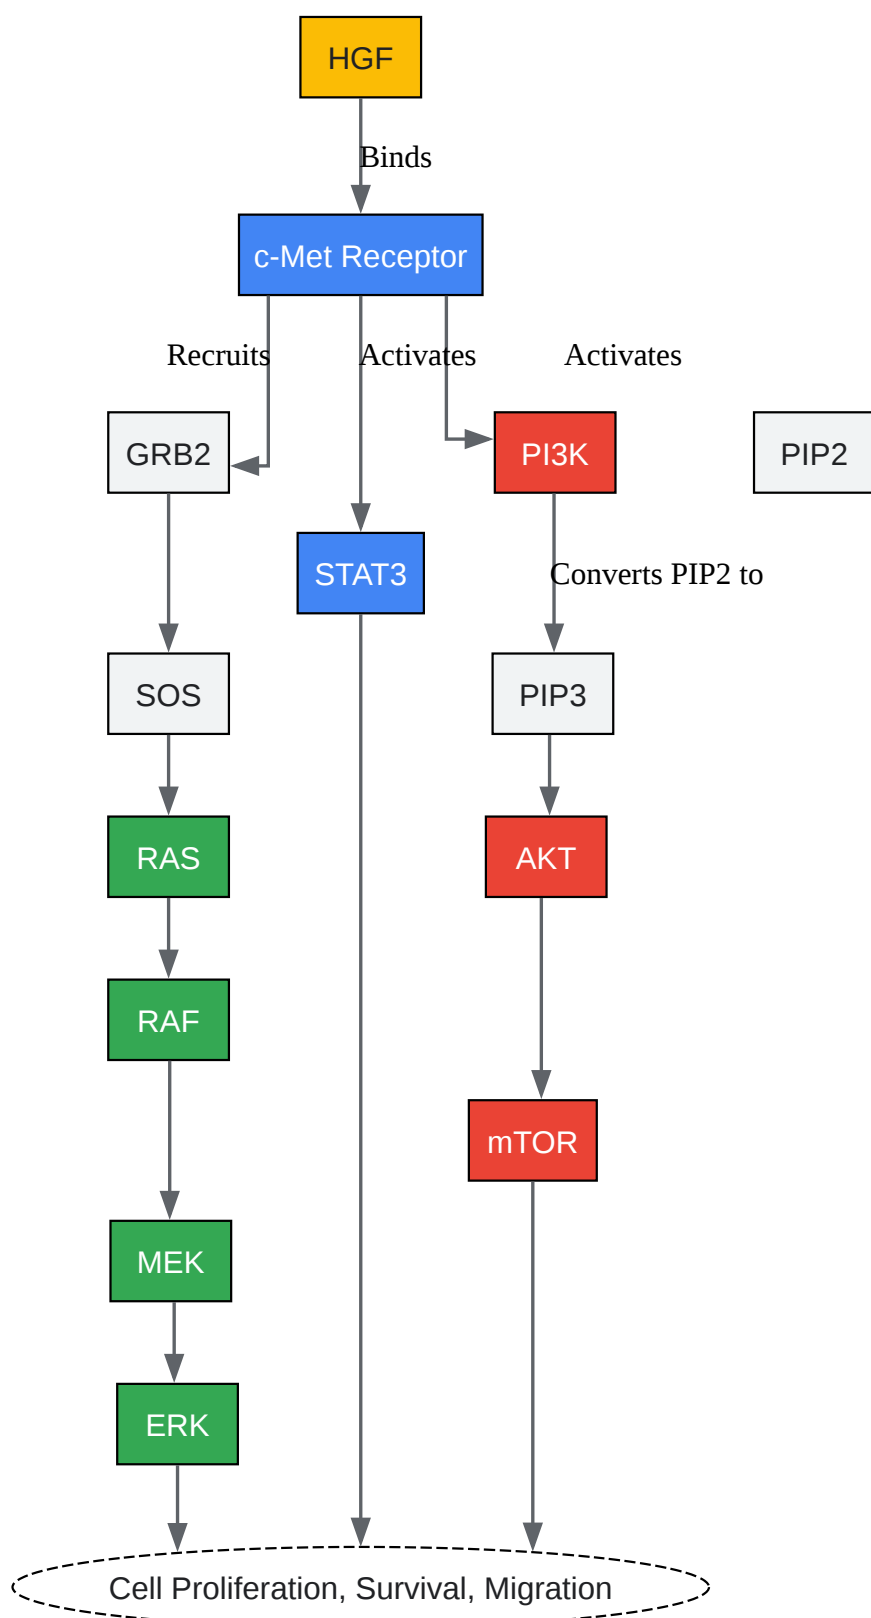 HGF
Binds
c-Met Receptor
Recruits
Activates
Activates
GRB2
PI3K
PIP2
STAT3
Converts PIP2 to
SOS
PIP3
RAS
AKT
RAF
mTOR
MEK
ERK
Cell Proliferation, Survival, Migration